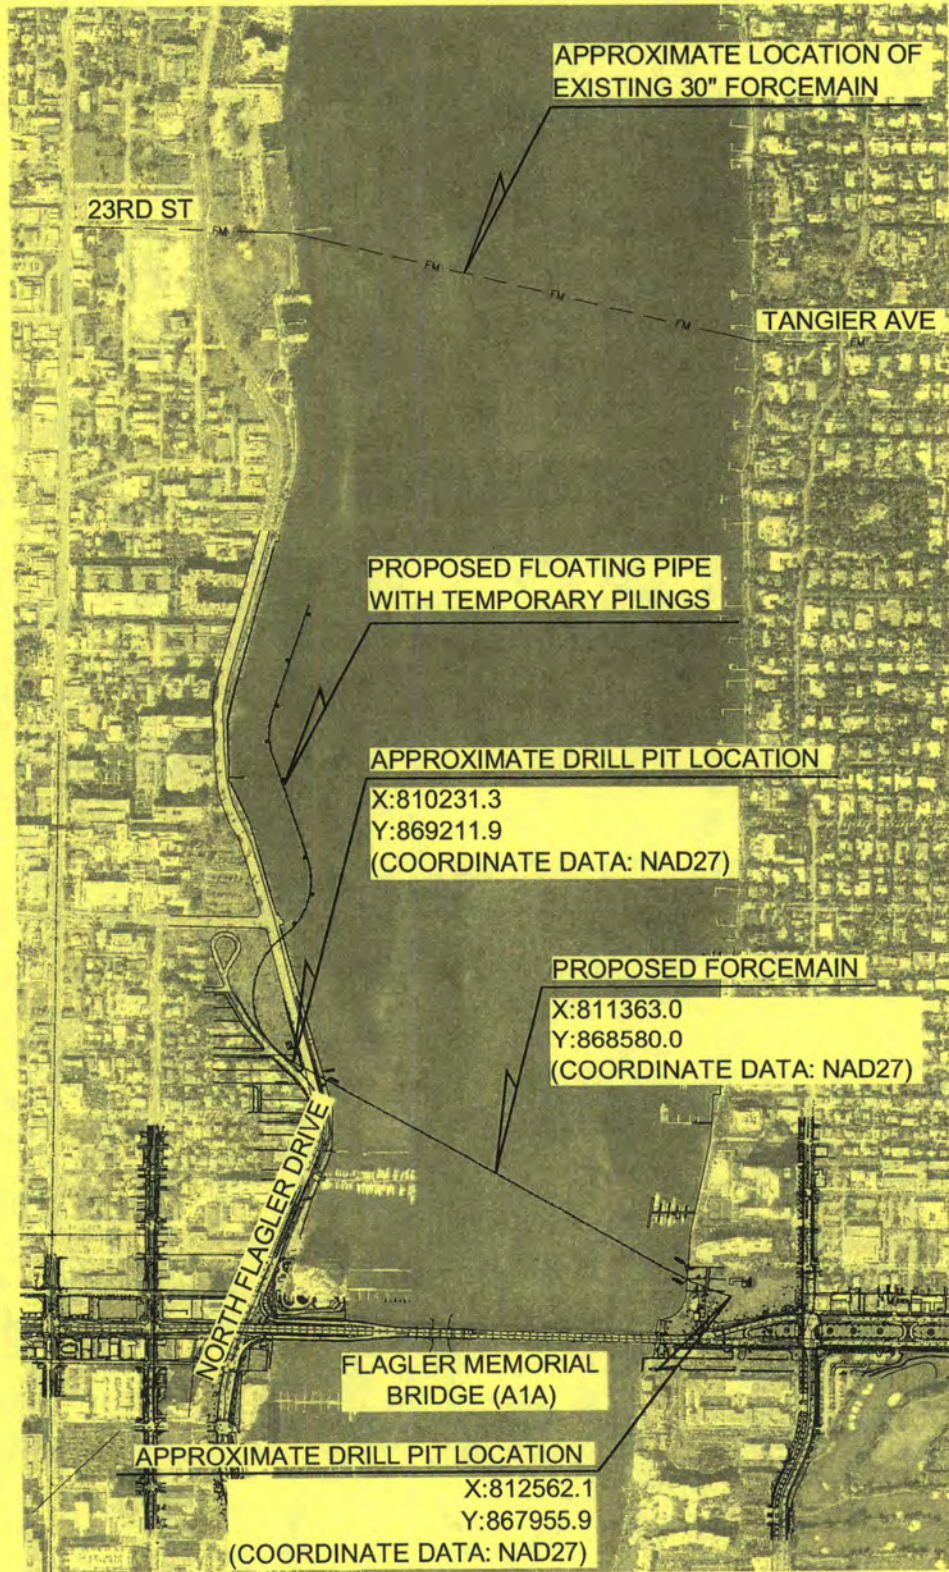 APPROXIMATE LOCATION OF
EXISTING 30" FORCEMAIN
23RD ST
FM
FM
FM
FM
TANGIER AVE
FM
PROPOSED FLOATING PIPE
WITH TEMPORARY PILINGS
APPROXIMATE DRILL PIT LOCATION
X:810231.3
Y:869211.9
(COORDINATE DATA: NAD27)
PROPOSED FORCEMAIN
X:811363.0
Y:868580.0
(COORDINATE DATA: NAD27)
NORTH FLAGLER DRIVE
FLAGLER MEMORIAL
BRIDGE (A1A)
APPROXIMATE DRILL PIT LOCATION
X:812562.1
Y:867955.9
(COORDINATE DATA: NAD27)